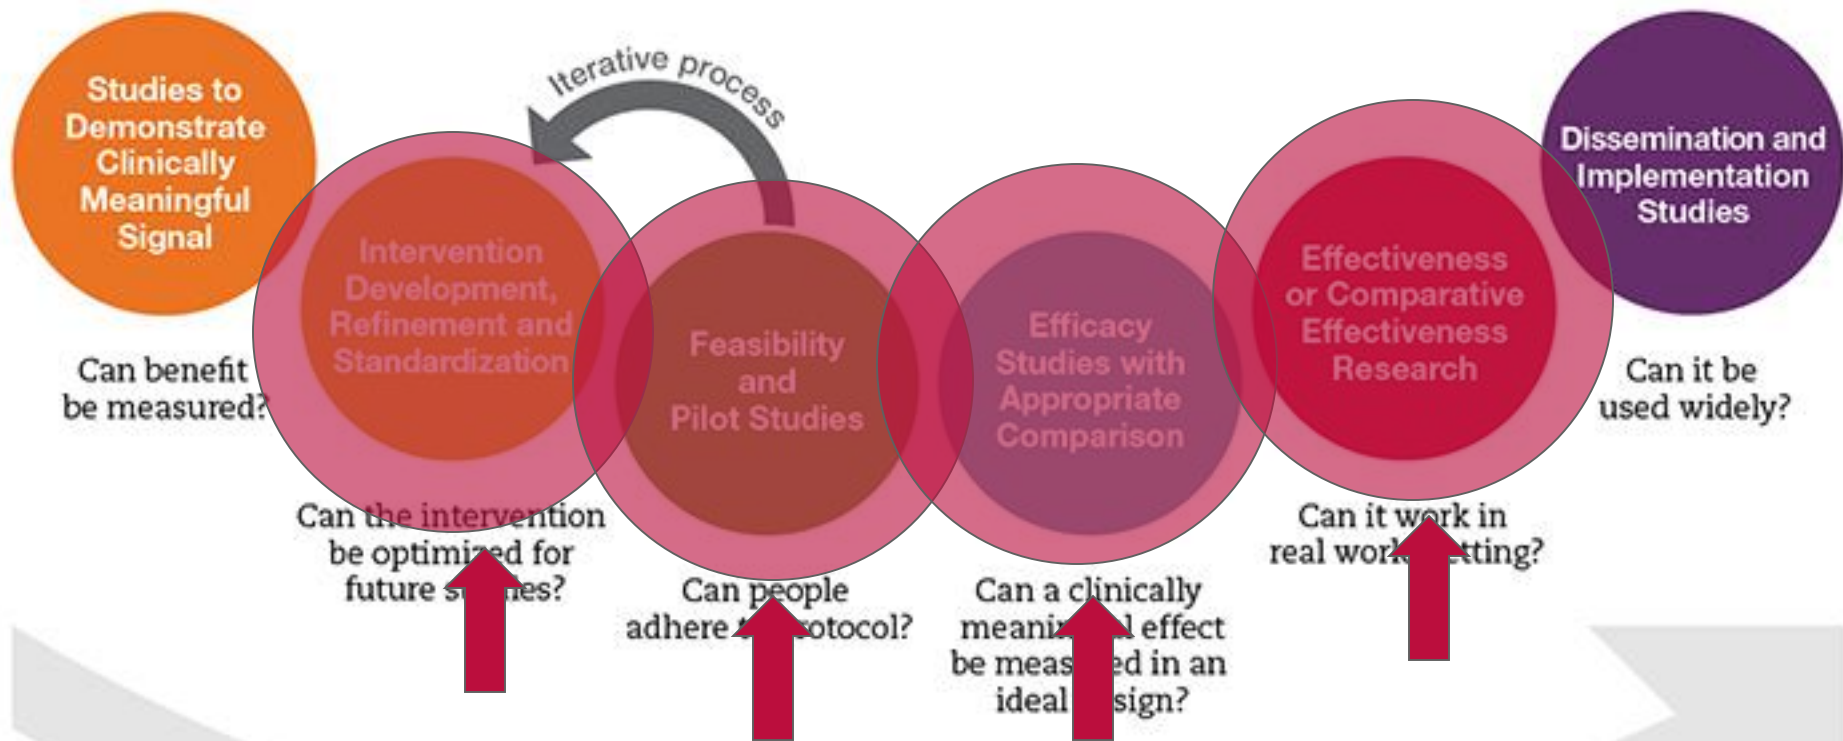 Studies to
Demonstrate
Clinically
Meaningful
Signal
Can benefit
be measured?
Iterative process
Intervention
Development,
Refinement and
Standardization
Can the intervention
be optimized for
future
Feasibility
and
Pilot Studies
Can people
adhere
Efficacy
Studies with
Appropriate
Comparison
Can a clinically
effect
be in an
ideal
Effectiveness
or Comparative
Effectiveness
Research
Can it work in
real
Dissemination and
Implementation
Studies
Can it be
used widely?